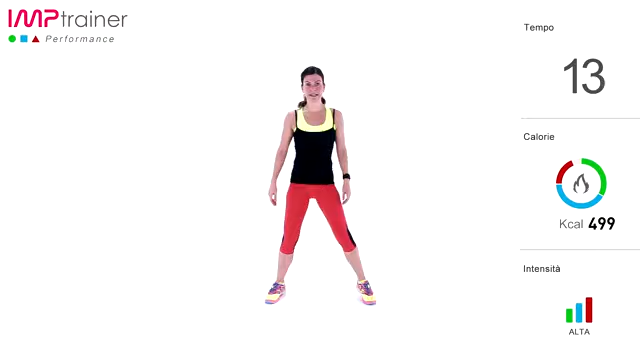 IMPtrainer
Performance
Tempo
13
Calorie
Kcal 499
Intensità
ALTA